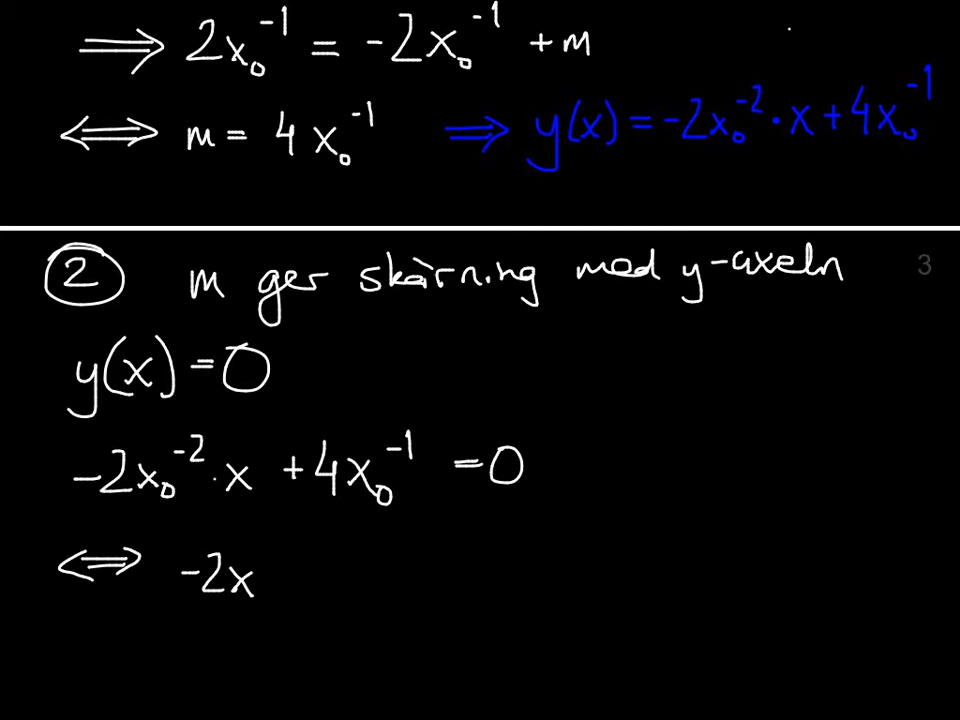 ⟹ 2x₀⁻¹ = -2x₀⁻¹ + m
⟺ m = 4x₀⁻¹ ⟹ y(x) = -2x₀⁻²·x + 4x₀⁻¹
② m ger skärning med y-axeln 3
y(x) = 0
-2x₀⁻²·x + 4x₀⁻¹ = 0
⟺ -2x